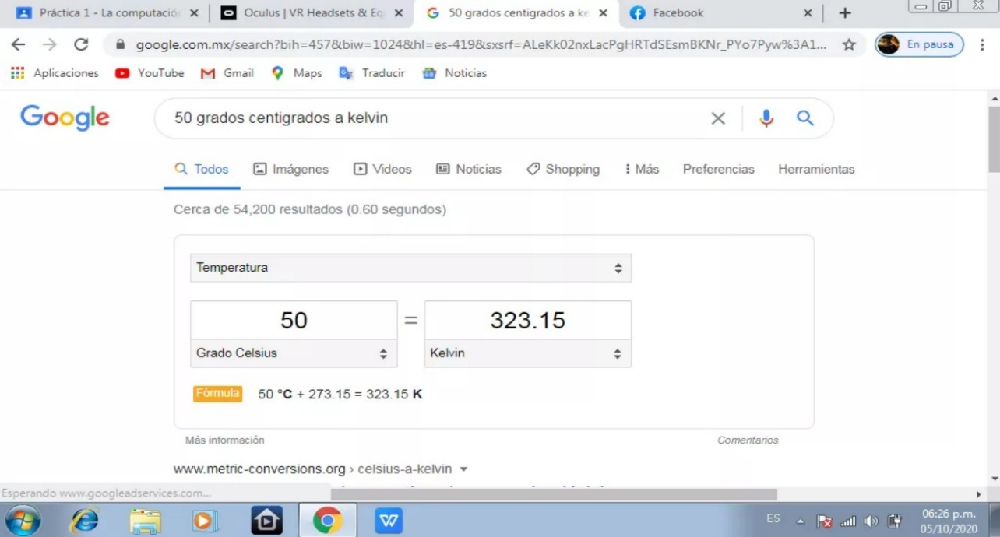 Práctica 1 - La computació
Oculus | VR Headsets & Eq
50 grados centigrados a ke
Facebook
google.com.mx/search?bih=457&biw=1024&hl=es-419&sxsrf=ALeKk02nxLacPgHRTdSEsmBKNr_PYo7Pyw%3A1...
En pausa
Aplicaciones YouTube Gmail Maps Traducir Noticias
Google
50 grados centigrados a kelvin
Todos Imágenes Videos Noticias Shopping Más Preferencias Herramientas
Cerca de 54,200 resultados (0.60 segundos)
Temperatura
50 = 323.15
Grado Celsius Kelvin
Fórmula 50 °C + 273.15 = 323.15 K
Más información Comentarios
www.metric-conversions.org › celsius-a-kelvin
Esperando www.googleadservices.com...
ES 06:26 p.m.
05/10/2020